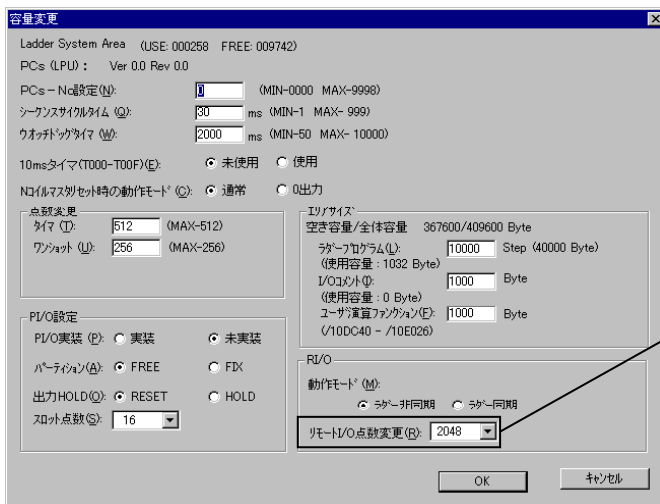 容量変更
Ladder System Area (USE: 000258 FREE: 009742)
PCs (LPU) : Ver 0.0 Rev 0.0
PCs-No設定(N): 0 (MIN-0000 MAX-9998)
シーケンスサイクルタイム (Q): 30 ms (MIN-1 MAX- 999)
ウオッチドッグタイマ (W): 2000 ms (MIN-50 MAX- 10000)
10msタイマ(T000-T00F)(E): 未使用 使用
Nコイルマスタリセット時の動作モード (C): 通常 0出力
点数変更
タイマ (T): 512 (MAX-512)
ワンショット (U): 256 (MAX-256)
エリアサイズ
空き容量/全体容量 367600/409600 Byte
ラダープログラム(L): 10000 Step (40000 Byte)
(使用容量 : 1032 Byte)
I/Oコメント(I): 1000 Byte
(使用容量 : 0 Byte)
ユーザ演算ファンクション(F): 1000 Byte
(/10DC40 - /10E026)
PI/O設定
PI/O実装 (P): 実装 未実装
パーティション(A): FREE FIX
出力HOLD(O): RESET HOLD
スロット点数(S): 16
RI/O
動作モード (M):
ラダー非同期 ラダー同期
リモートI/O点数変更(R): 2048
OK キャンセル